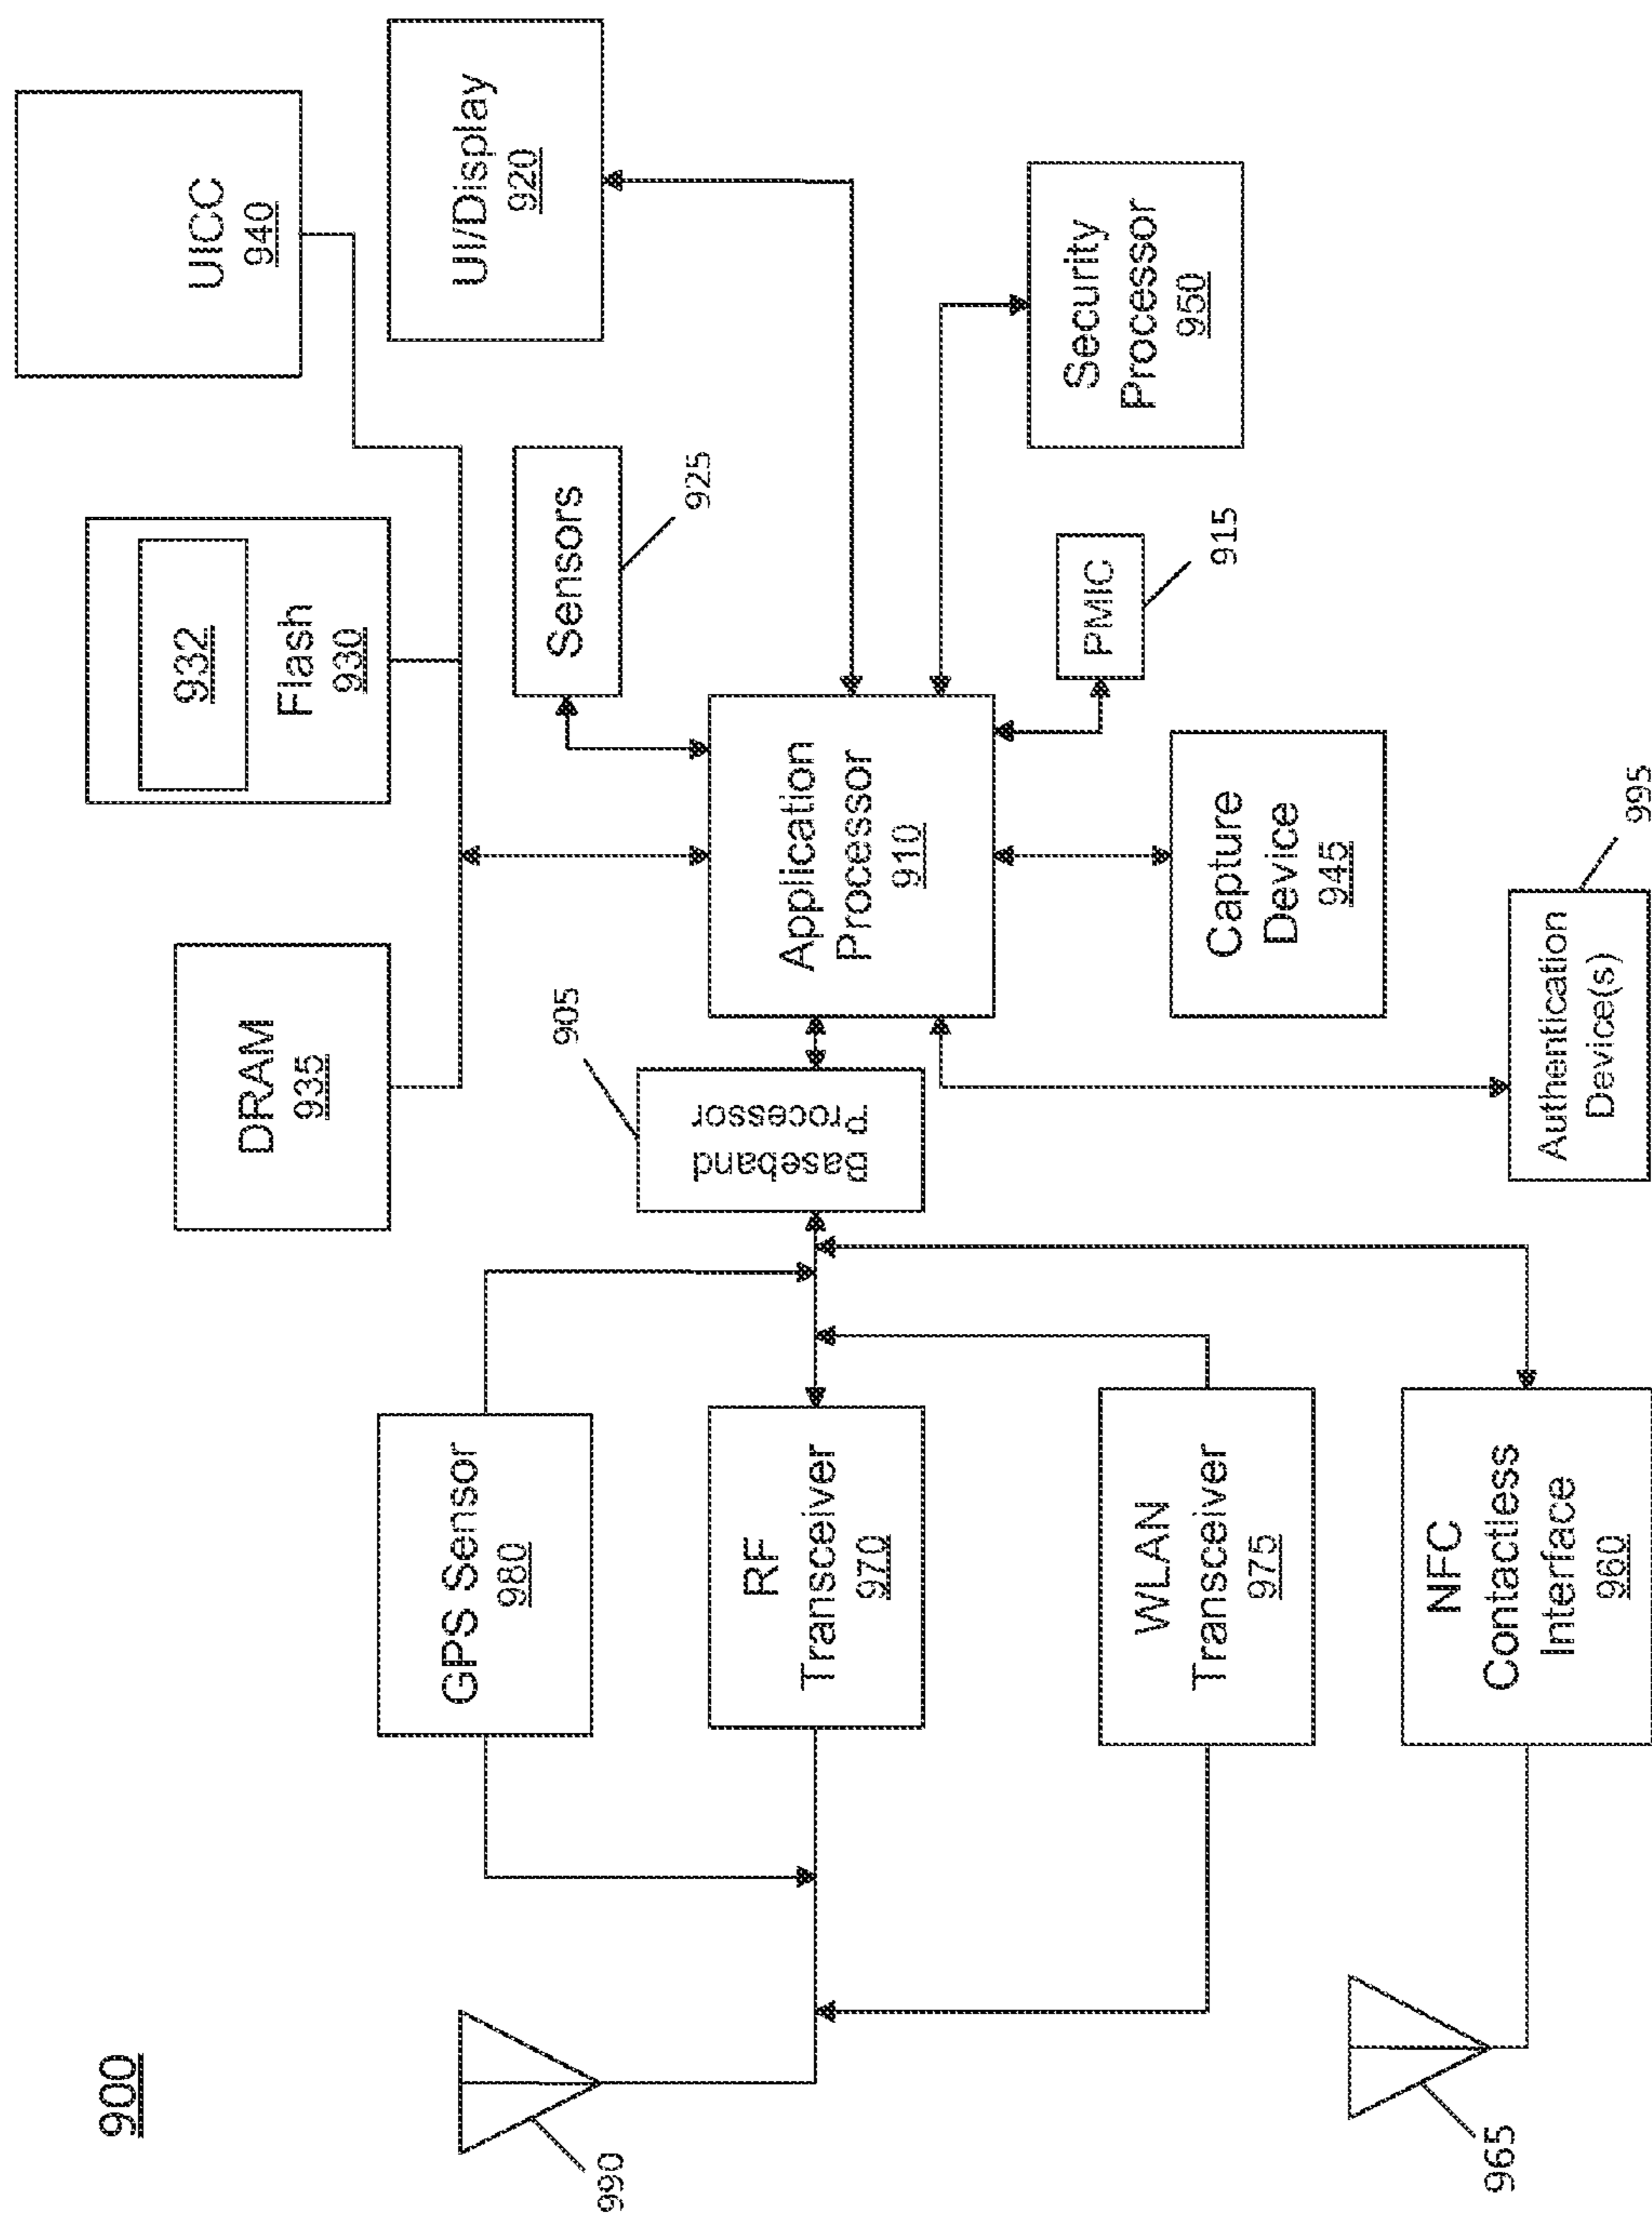 900
UICC
940
932
Flash
930
DRAM
935
UI/Display
920
Sensors
925
905
Baseband
Processor
Application
Processor
910
Security
Processor
950
PMIC
915
Capture
Device
945
Authentication
Device(s)
995
GPS Sensor
980
RF
Transceiver
970
WLAN
Transceiver
975
NFC
Contactless
Interface
960
990
965